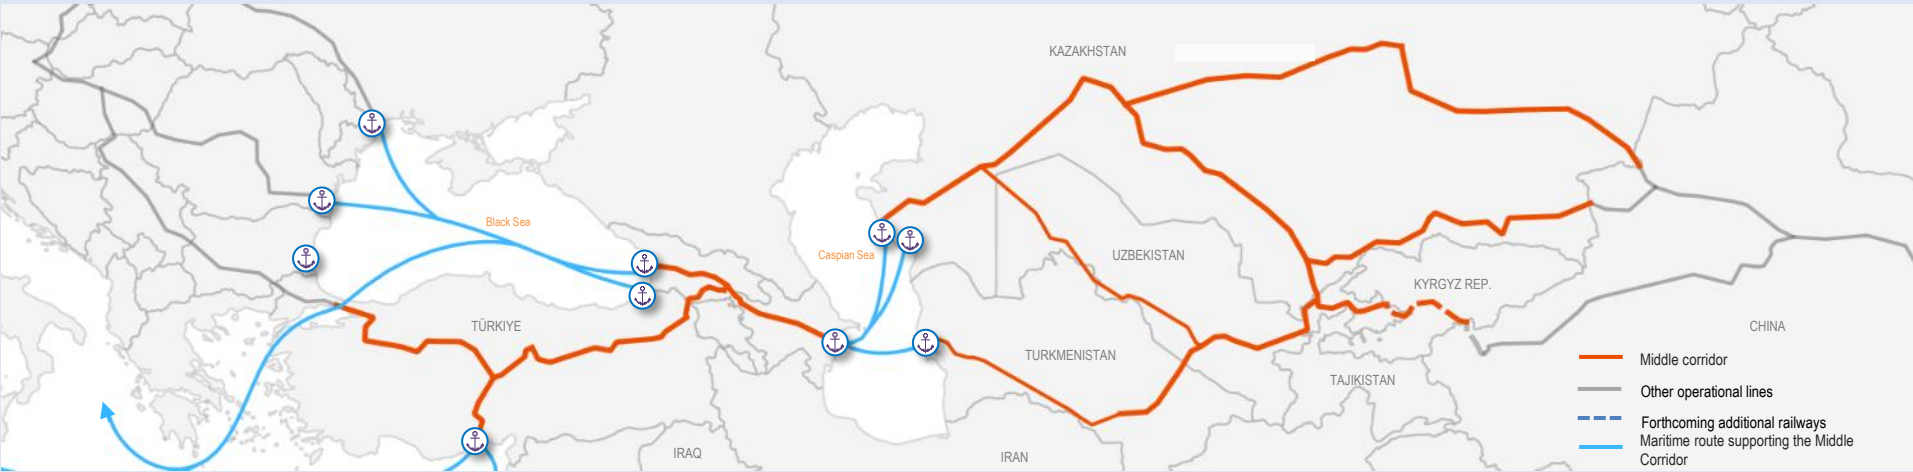 KAZAKHSTAN
Black Sea
Caspian Sea
UZBEKISTAN
KYRGYZ REP.
TÜRKIYE
CHINA
TURKMENISTAN
TAJIKISTAN
IRAQ
IRAN
Middle corridor
Other operational lines
Forthcoming additional railways
Maritime route supporting the Middle
Corridor